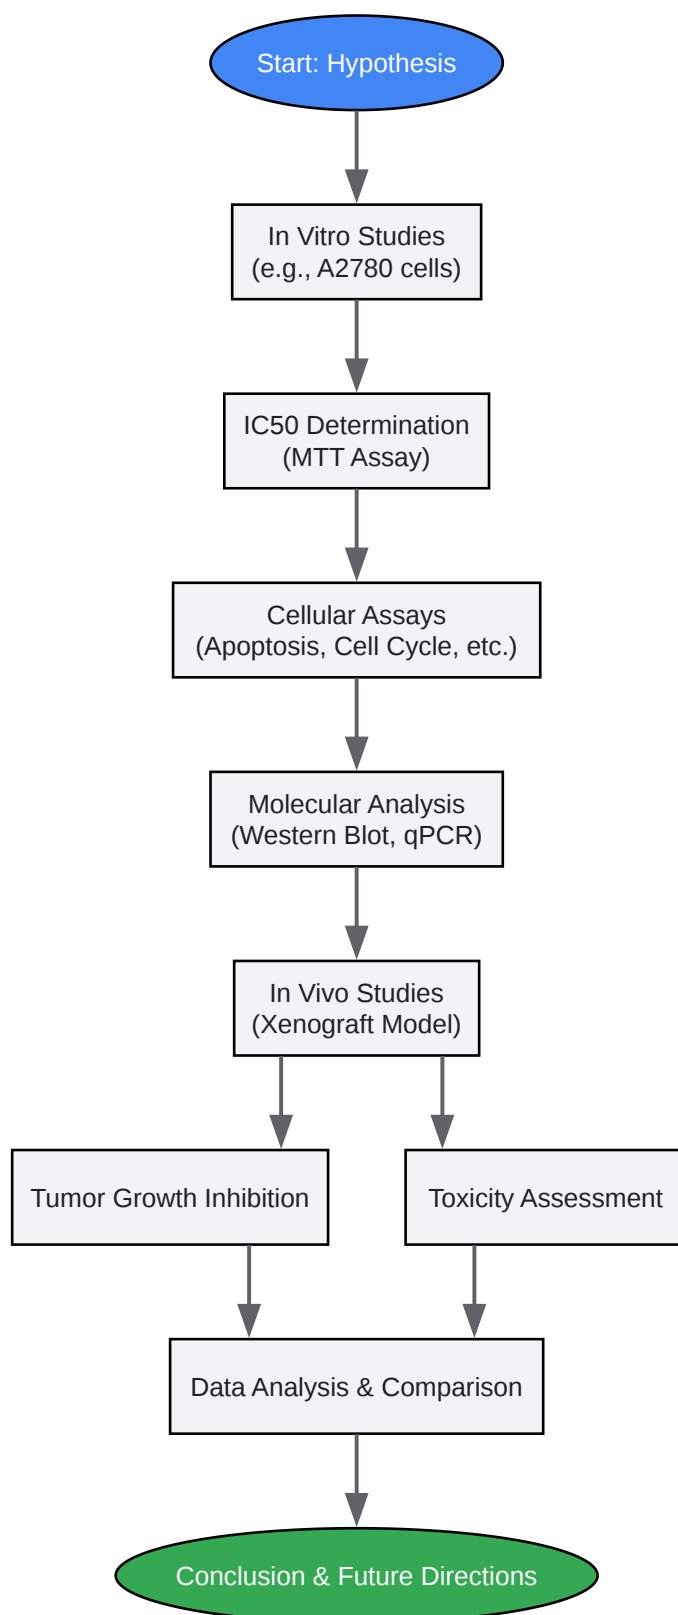 Start: Hypothesis
In Vitro Studies
(e.g., A2780 cells)
IC50 Determination
(MTT Assay)
Cellular Assays
(Apoptosis, Cell Cycle, etc.)
Molecular Analysis
(Western Blot, qPCR)
In Vivo Studies
(Xenograft Model)
Tumor Growth Inhibition
Toxicity Assessment
Data Analysis & Comparison
Conclusion & Future Directions